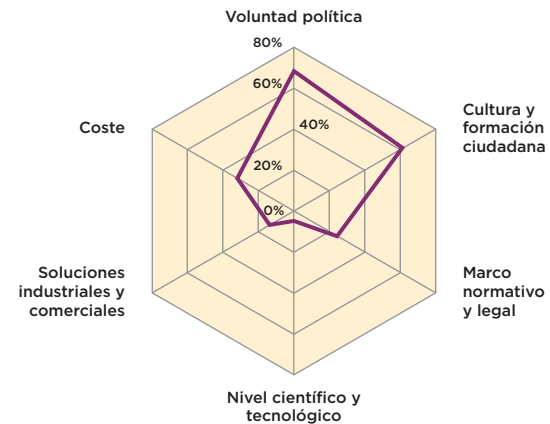 Voluntad política
80%
60%
40%
20%
0%
Cultura y
formación
ciudadana
Marco
normativo
y legal
Nivel científico y
tecnológico
Soluciones
industriales y
comerciales
Coste